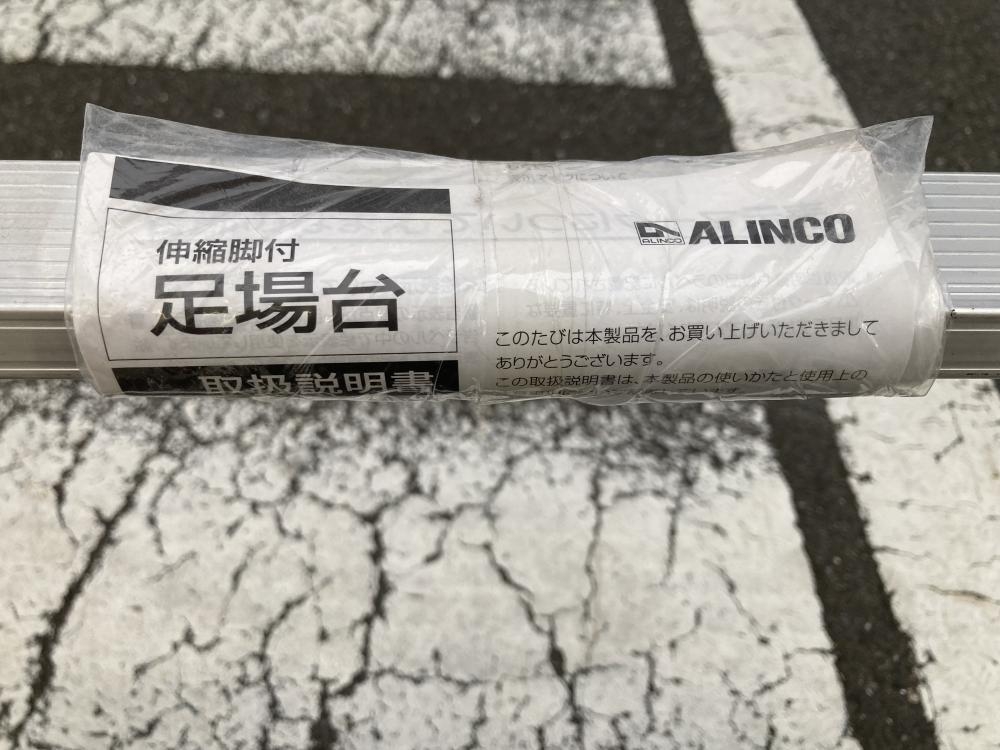 伸縮脚付
足場台
取扱説明書
ALINCO
ALINCO
このたびは本製品を、お買い上げいただきまして
ありがとうございます。
この取扱説明書は、本製品の使いかたと使用上の